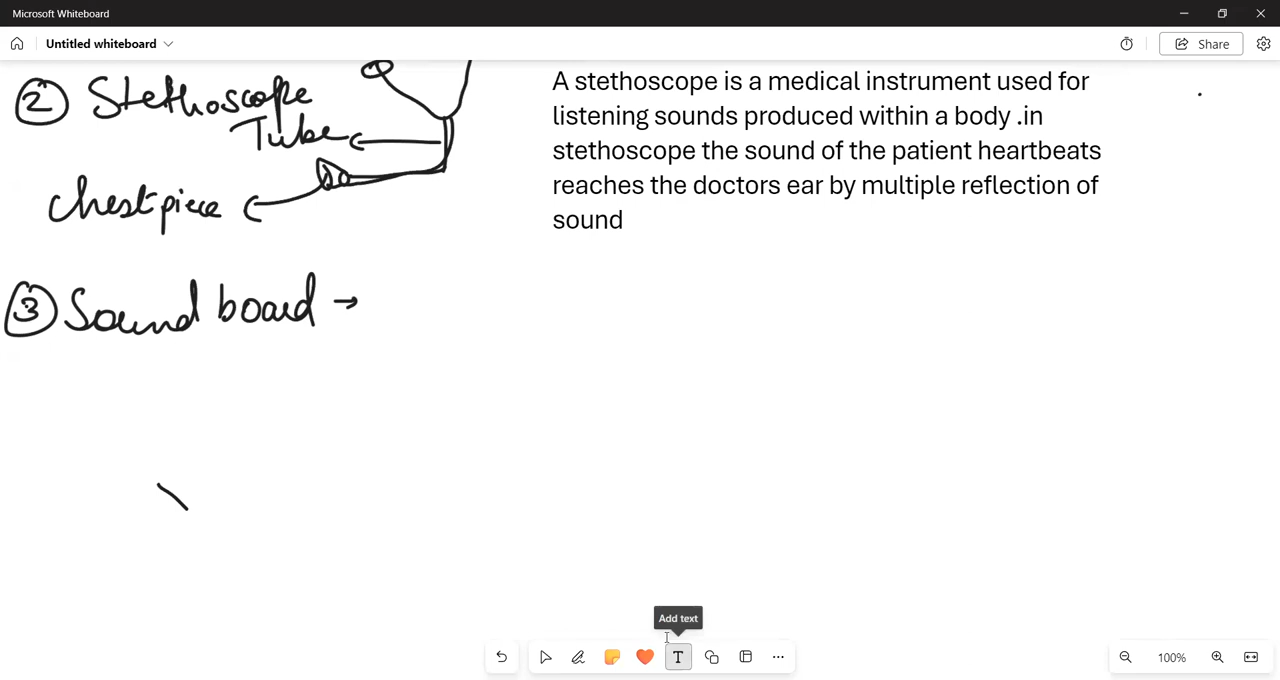 Microsoft Whiteboard
Untitled whiteboard
Share
② Stethoscope
Tube
Chestpiece
A stethoscope is a medical instrument used for
listening sounds produced within a body .in
stethoscope the sound of the patient heartbeats
reaches the doctors ear by multiple reflection of
sound
③ Sound board →
Add text
T
100%